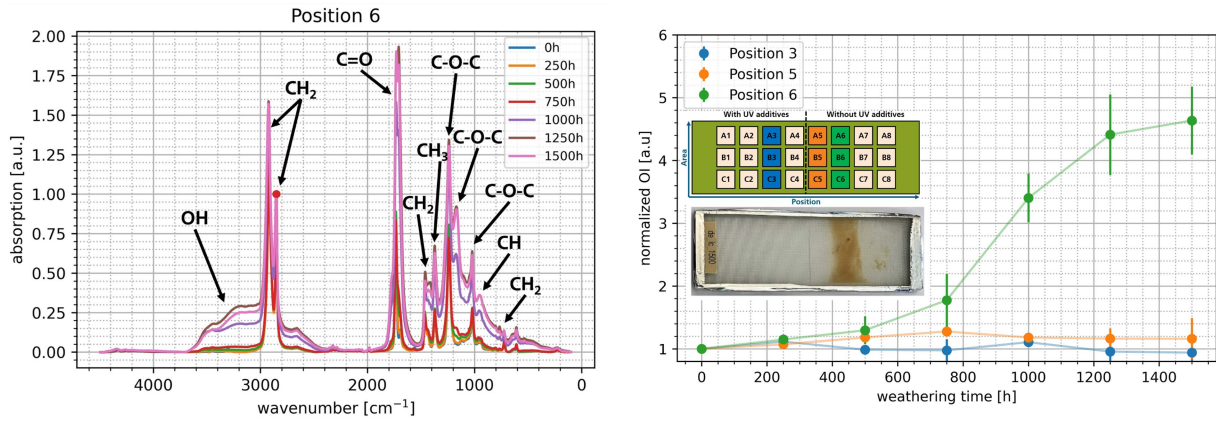 Position 6
absorption [a.u.]
2.00
1.75
1.50
1.25
1.00
0.75
0.50
0.25
0.00
4000
3000
2000
1000
0
wavenumber [cm⁻¹]
OH
CH₂
C=O
CH₂
CH₃
C-O-C
C-O-C
C-O-C
CH
CH₂
0h
250h
500h
750h
1000h
1250h
1500h
normalized OI [a.u]
6
5
4
3
2
1
0
200
400
600
800
1000
1200
1400
weathering time [h]
Position 3
Position 5
Position 6
With UV additives
Without UV additives
A1 A2 A3 A4 A5 A6 A7 A8
B1 B2 B3 B4 B5 B6 B7 B8
C1 C2 C3 C4 C5 C6 C7 C8
Area
Position